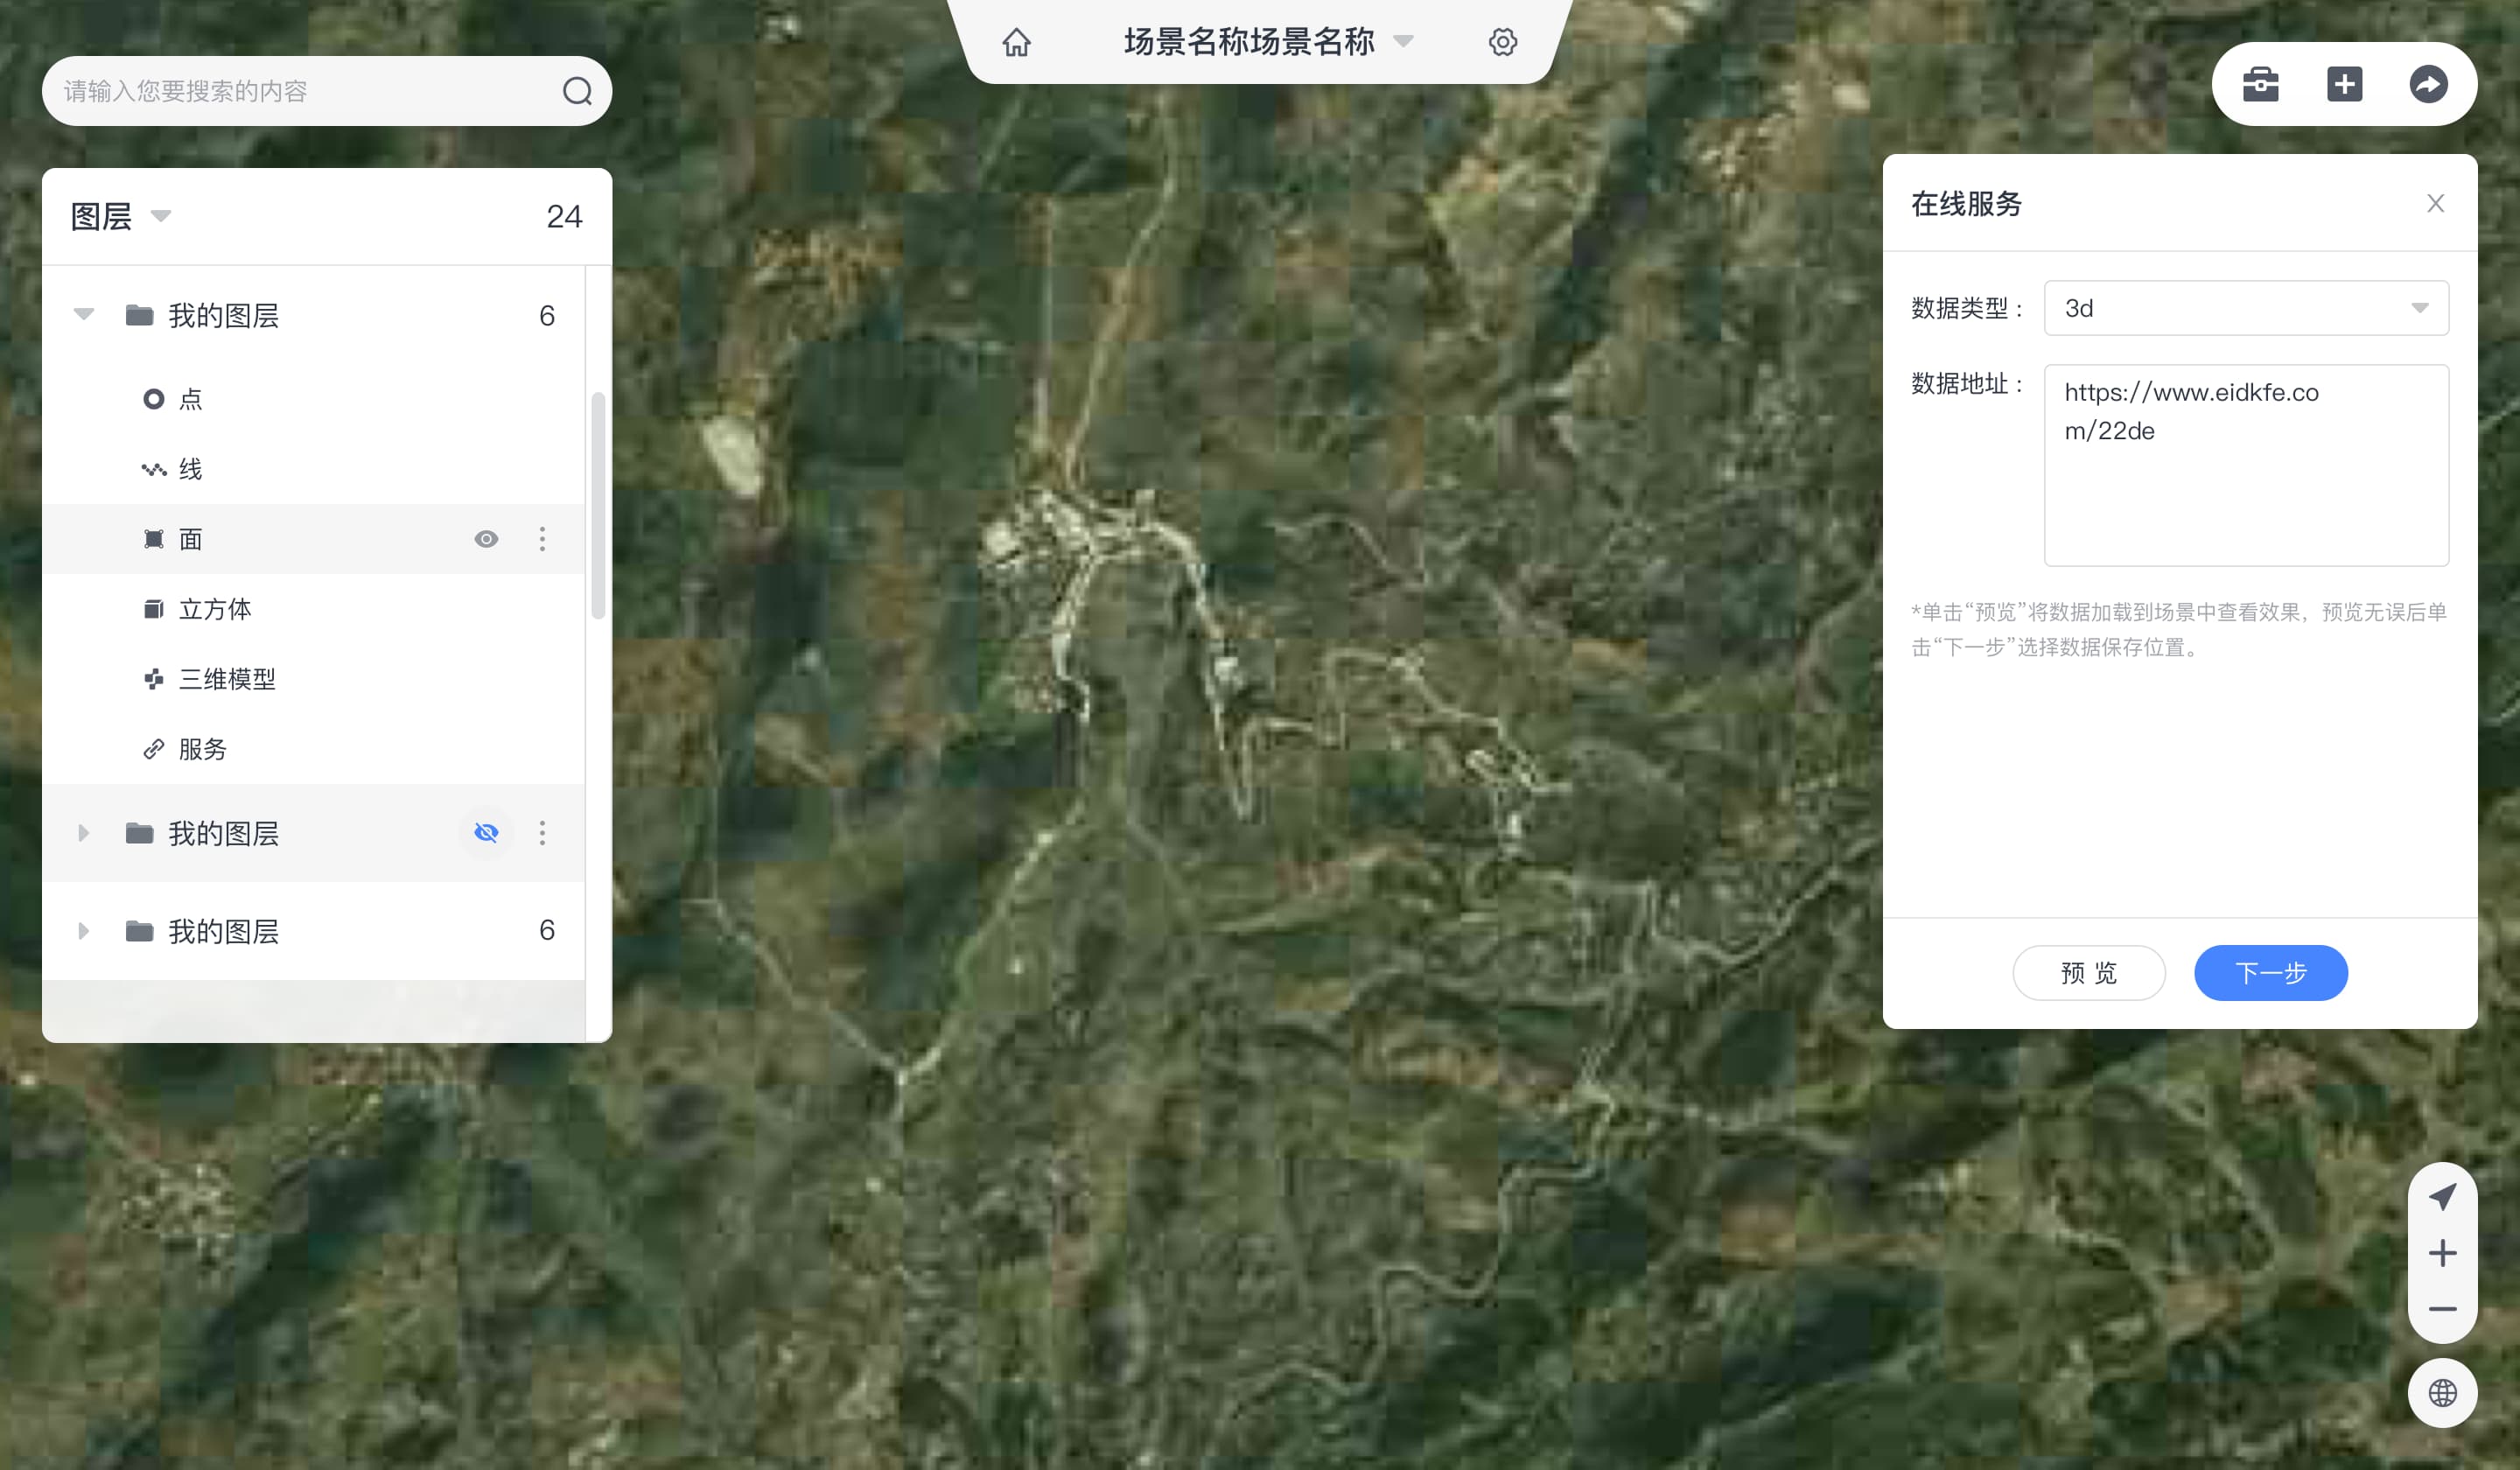 场景名称场景名称
请输入您要搜索的内容
图层 24
我的图层 6
点
线
面
立方体
三维模型
服务
我的图层
我的图层 6
在线服务
数据类型： 3d
数据地址： https://www.eidkfe.co
m/22de
*单击“预览”将数据加载到场景中查看效果，预览无误后单
击“下一步”选择数据保存位置。
预 览 下一步